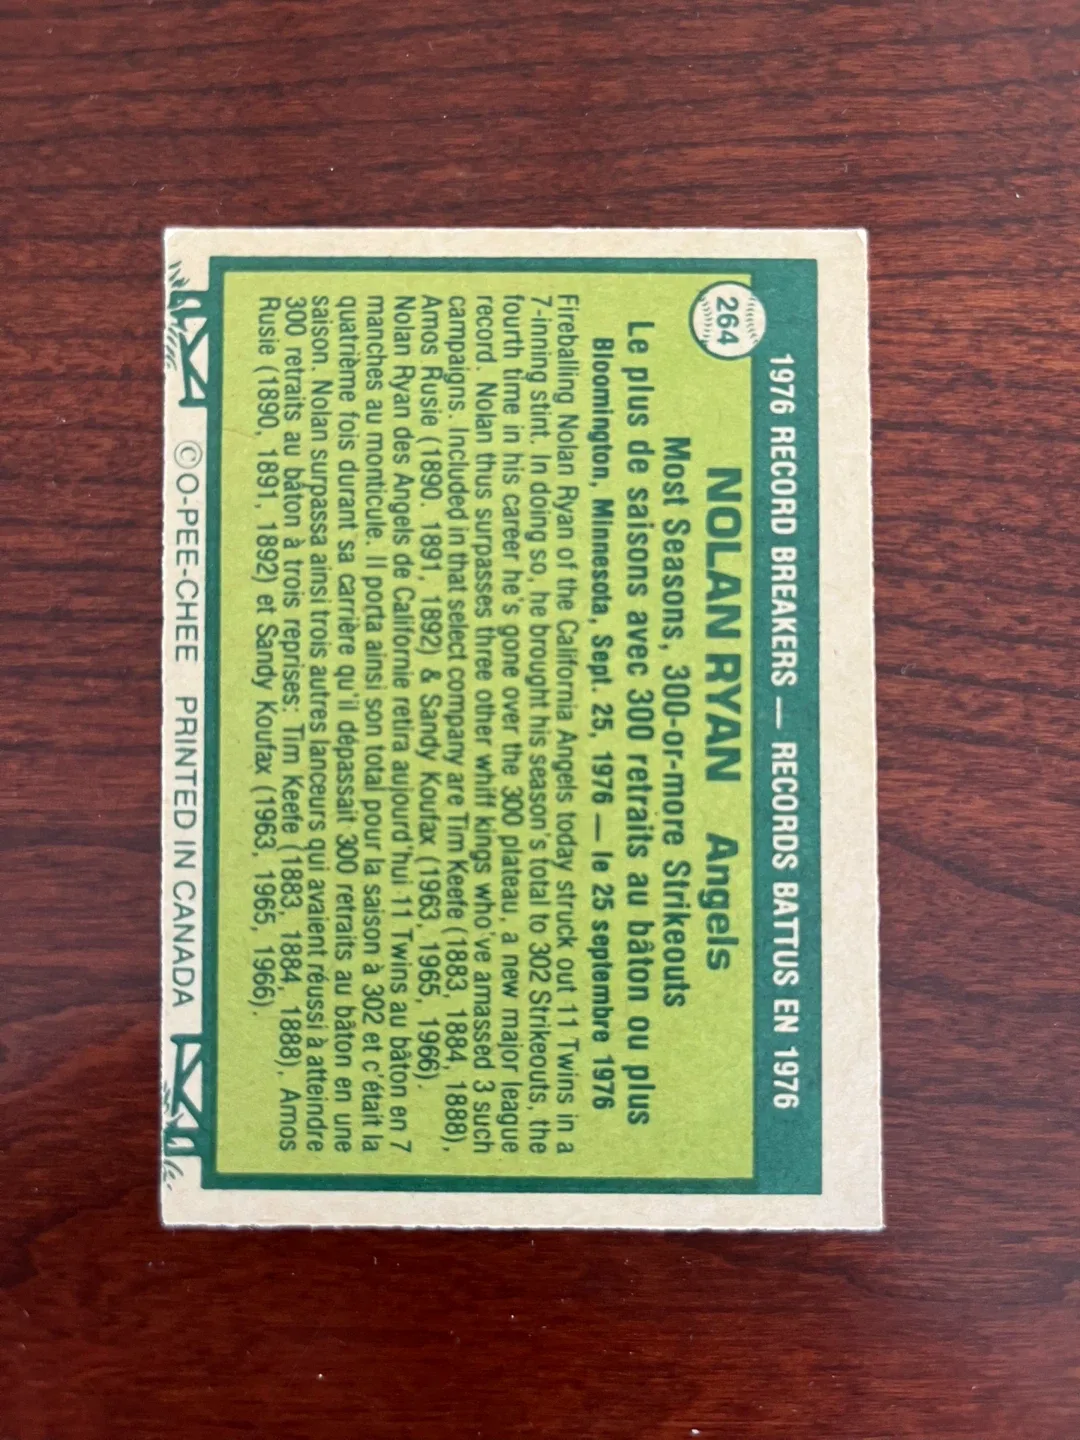 264
1976 RECORD BREAKERS — RECORDS BATTUS EN 1976
NOLAN RYAN Angels
Most Seasons, 300-or-more Strikeouts
Le plus de saisons avec 300 retraits au bâton ou plus
Bloomington, Minnesota, Sept. 25, 1976 — le 25 septembre 1976
Fireballing Nolan Ryan of the California Angels today struck out 11 Twins in a
7-inning stint. In doing so, he brought his season's total to 302 Strikeouts, the
fourth time in his career he's gone over the 300 plateau, a new major league
record. Nolan thus surpasses three other whiff kings who've amassed 3 such
campaigns. Included in that select company are Tim Keefe (1883, 1884, 1888),
Amos Rusie (1890. 1891, 1892) & Sandy Koufax (1963, 1965, 1966).
Nolan Ryan des Angels de Californie retira aujourd'hui 11 Twins au bâton en 7
manches au monticule. Il porta ainsi son total pour la saison à 302 et c'était la
quatrième fois durant sa carrière qu'il dépassait 300 retraits au bâton en une
saison. Nolan surpassa ainsi trois autres lanceurs qui avaient réussi à atteindre
300 retraits au bâton à trois reprises: Tim Keefe (1883, 1884, 1888), Amos
Rusie (1890, 1891, 1892) et Sandy Koufax (1963, 1965, 1966).
©O-PEE-CHEE PRINTED IN CANADA